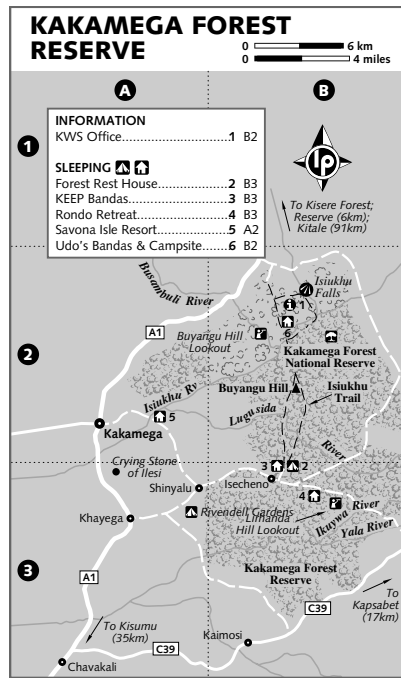 KAKAMEGA FOREST
RESERVE
0 6 km
0 4 miles
A
B
1
INFORMATION
KWS Office..............................1 B2
SLEEPING
Forest Rest House..................2 B3
KEEP Bandas..........................3 B3
Rondo Retreat........................4 B3
Savona Isle Resort..................5 A2
Udo's Bandas & Campsite.......6 B2
lp
To Kisere Forest;
Reserve (6km);
Kitale (91km)
Busambuli River
Isiukhu
Falls
1
A1
6
Buyangu Hill
Lookout
2
Kakamega Forest
National Reserve
Isiukhu Rv
Buyangu Hill
Isiukhu
Trail
Lugusida
River
5
Kakamega
Crying Stone
of Ilesi
3 2
Isecheno
Shinyalu
4
Khayega
Rivendell Gardens
Limanda
Hill Lookout
Ikuywa River
Yala River
3
Kakamega Forest
Reserve
A1
To
Kapsabet
(17km)
C39
To Kisumu
(35km)
Kaimosi
C39
Chavakali